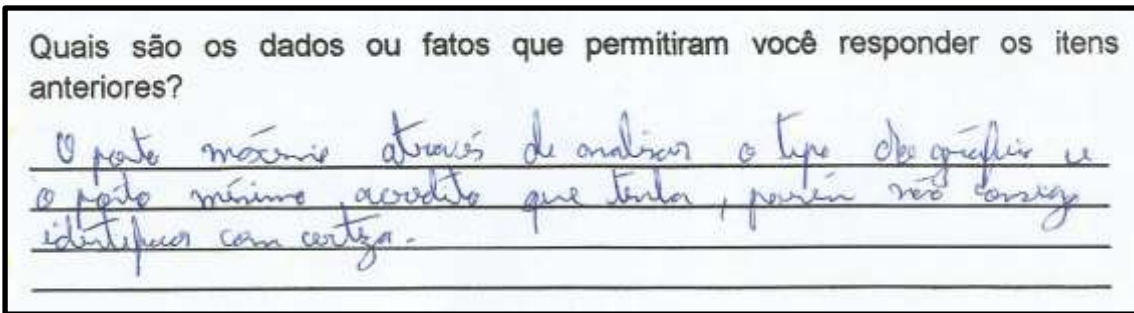 Quais são os dados ou fatos que permitiram você responder os itens
anteriores?
O ponto máximo através de analisar o tipo do gráfico e
o ponto mínimo acredito que tenha, porém não consigo
identificar com certeza.